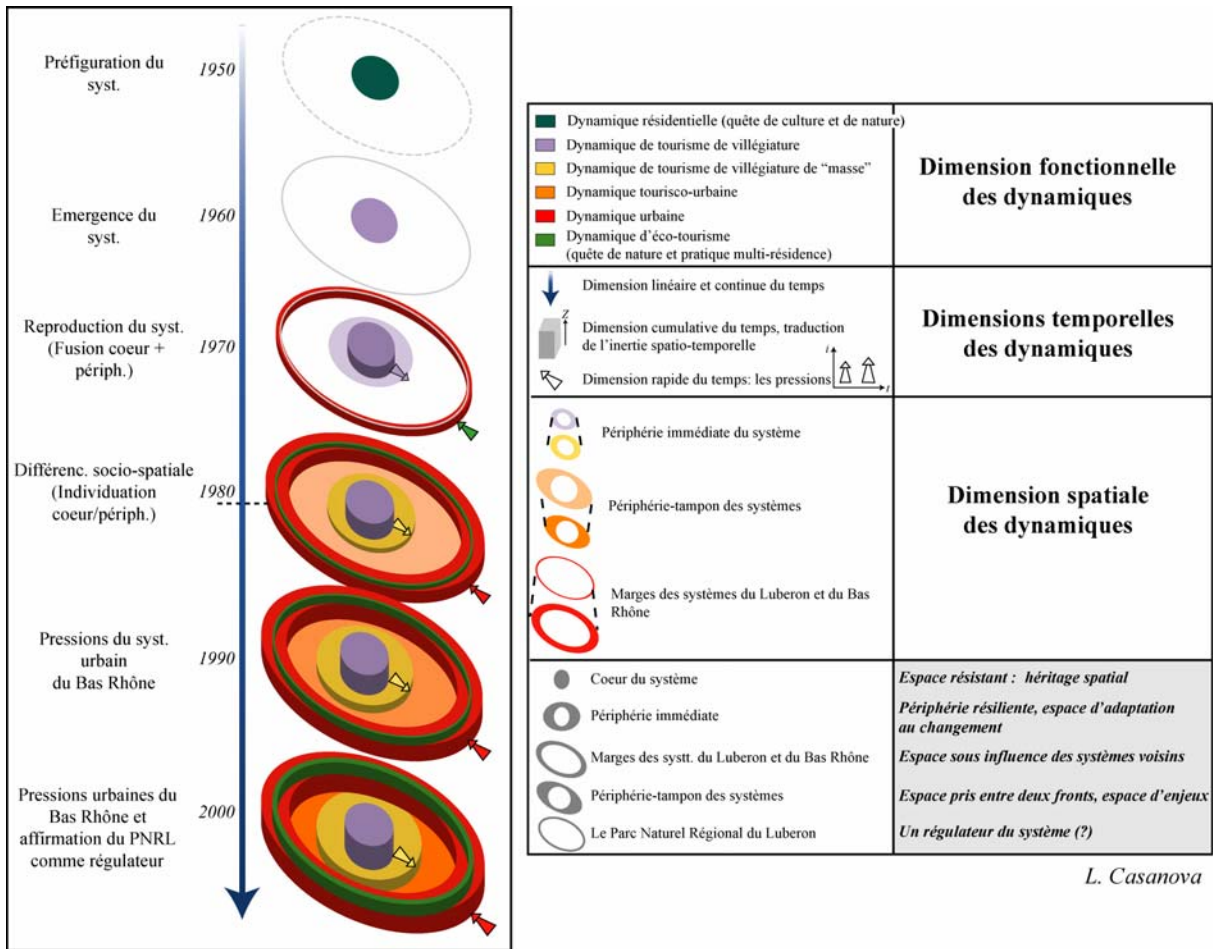 Préfiguration du
syst.
1950
Emergence du
syst.
1960
Reproduction du syst.
(Fusion coeur +
périph.)
1970
Différenc. socio-spatiale
(Individuation
coeur/périph.)
1980
Pressions du syst.
urbain
du Bas Rhône
1990
Pressions urbaines du
Bas Rhône et
affirmation du PNRL
comme régulateur
2000
Dynamique résidentielle (quête de culture et de nature)
Dynamique de tourisme de villégiature
Dynamique de tourisme de villégiature de “masse”
Dynamique tourisco-urbaine
Dynamique urbaine
Dynamique d’éco-tourisme
(quête de nature et pratique multi-résidence)
Dimension fonctionnelle
des dynamiques
Dimension linéaire et continue du temps
Z
Dimension cumulative du temps, traduction
de l’inertie spatio-temporelle
Dimension rapide du temps: les pressions
i
t
Dimensions temporelles
des dynamiques
Périphérie immédiate du système
Périphérie-tampon des systèmes
Marges des systèmes du Luberon et du Bas
Rhône
Dimension spatiale
des dynamiques
Coeur du système
Espace résistant : héritage spatial
Périphérie immédiate
Périphérie résiliente, espace d’adaptation
au changement
Marges des systt. du Luberon et du Bas Rhône
Espace sous influence des systèmes voisins
Périphérie-tampon des systèmes
Espace pris entre deux fronts, espace d’enjeux
Le Parc Naturel Régional du Luberon
Un régulateur du système (?)
L. Casanova